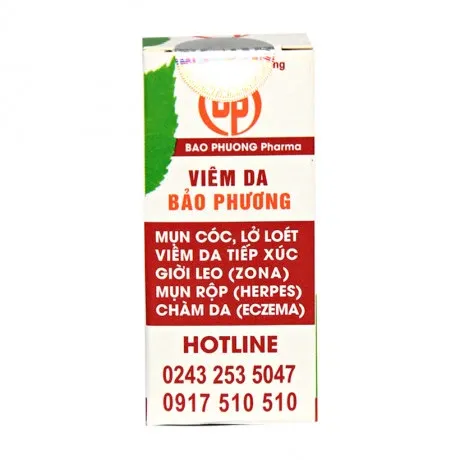 BP
BAO PHUONG Pharma
VIÊM DA
BẢO PHƯƠNG
MỤN CÓC, LỞ LOÉT
VIÊM DA TIẾP XÚC
GIỜI LEO (ZONA)
MỤN RỘP (HERPES)
CHÀM DA (ECZEMA)
HOTLINE
0243 253 5047
0917 510 510